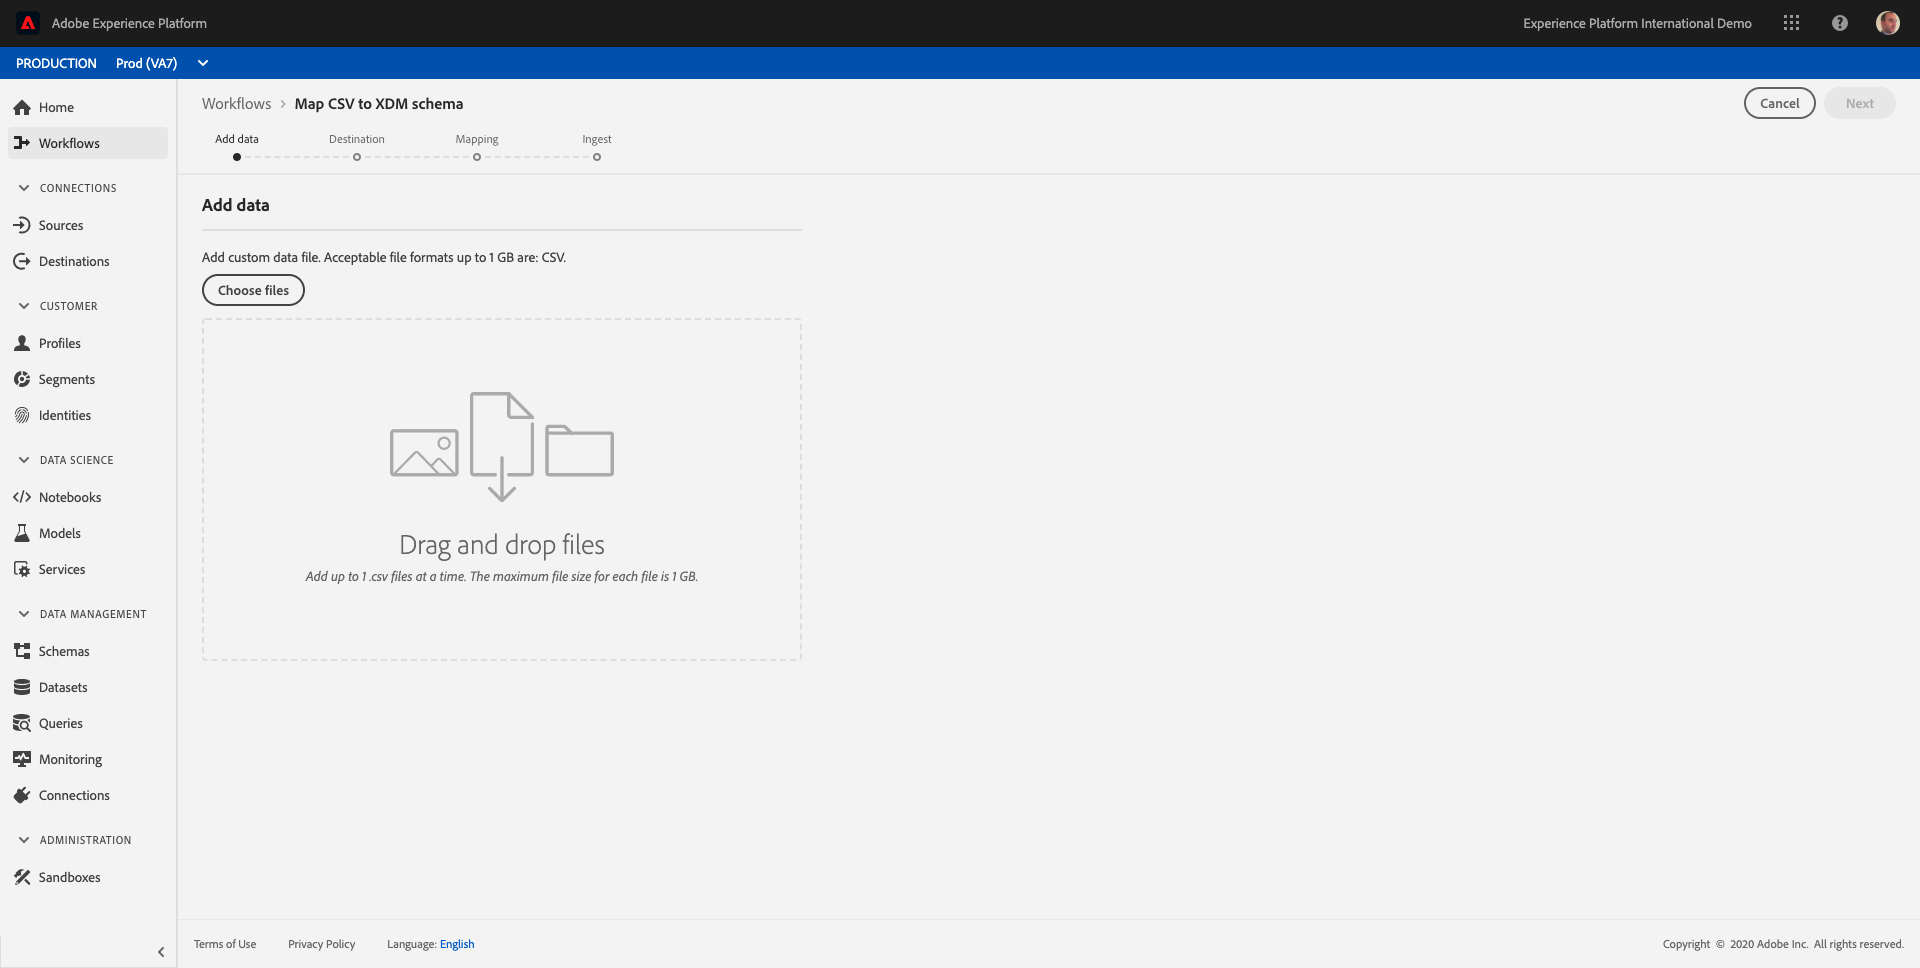 Adobe Experience Platform
Experience Platform International Demo
PRODUCTION Prod (VA7)
Home
Workflows
CONNECTIONS
Sources
Destinations
CUSTOMER
Profiles
Segments
Identities
DATA SCIENCE
Notebooks
Models
Services
DATA MANAGEMENT
Schemas
Datasets
Queries
Monitoring
Connections
ADMINISTRATION
Sandboxes
Workflows > Map CSV to XDM schema
Cancel
Next
Add data Destination Mapping Ingest
Add data
Add custom data file. Acceptable file formats up to 1 GB are: CSV.
Choose files
Drag and drop files
Add up to 1 .csv files at a time. The maximum file size for each file is 1 GB.
Terms of Use Privacy Policy Language: English
Copyright © 2020 Adobe Inc. All rights reserved.